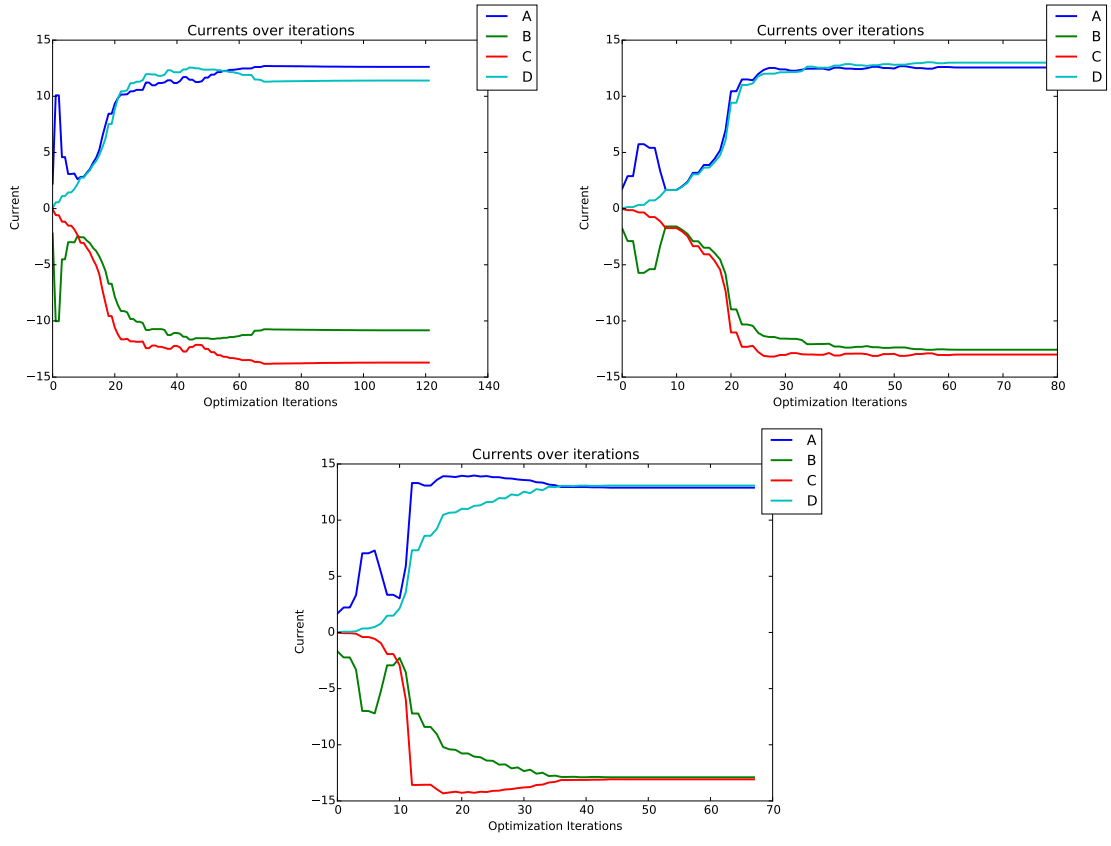 Currents over iterations
A
B
C
D
15
10
5
0
−5
−10
−15
Current
0 20 40 60 80 100 120 140
Optimization Iterations
Currents over iterations
A
B
C
D
15
10
5
0
−5
−10
−15
Current
0 10 20 30 40 50 60 70 80
Optimization Iterations
Currents over iterations
A
B
C
D
15
10
5
0
−5
−10
−15
Current
0 10 20 30 40 50 60 70
Optimization Iterations